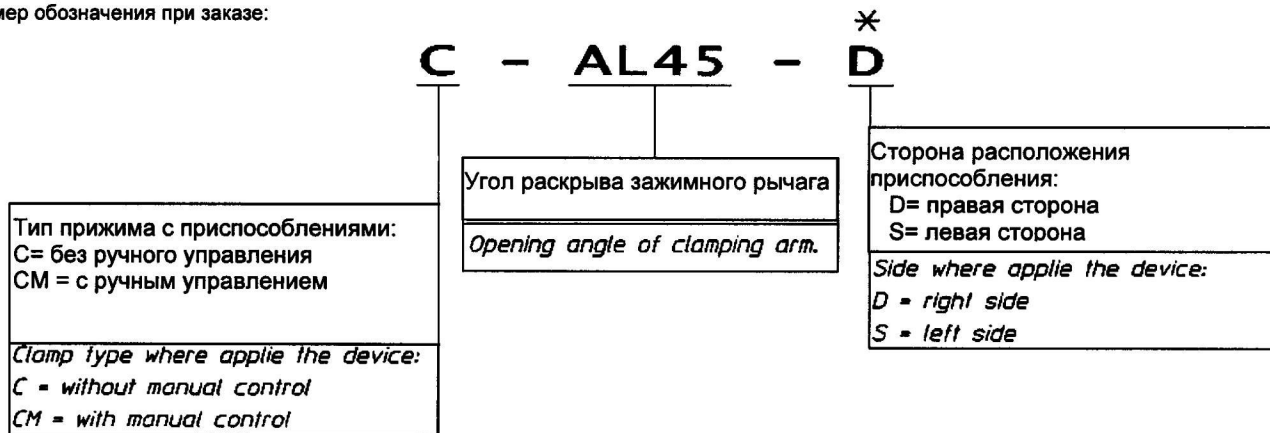 мер обозначения при заказе:
*
C - AL45 - D
Тип прижима с приспособлениями:
C= без ручного управления
CM = с ручным управлением
Clamp type where applie the device:
C = without manual control
CM = with manual control
Угол раскрыва зажимного рычага
Opening angle of clamping arm.
Сторона расположения
приспособления:
D= правая сторона
S= левая сторона
Side where applie the device:
D = right side
S = left side